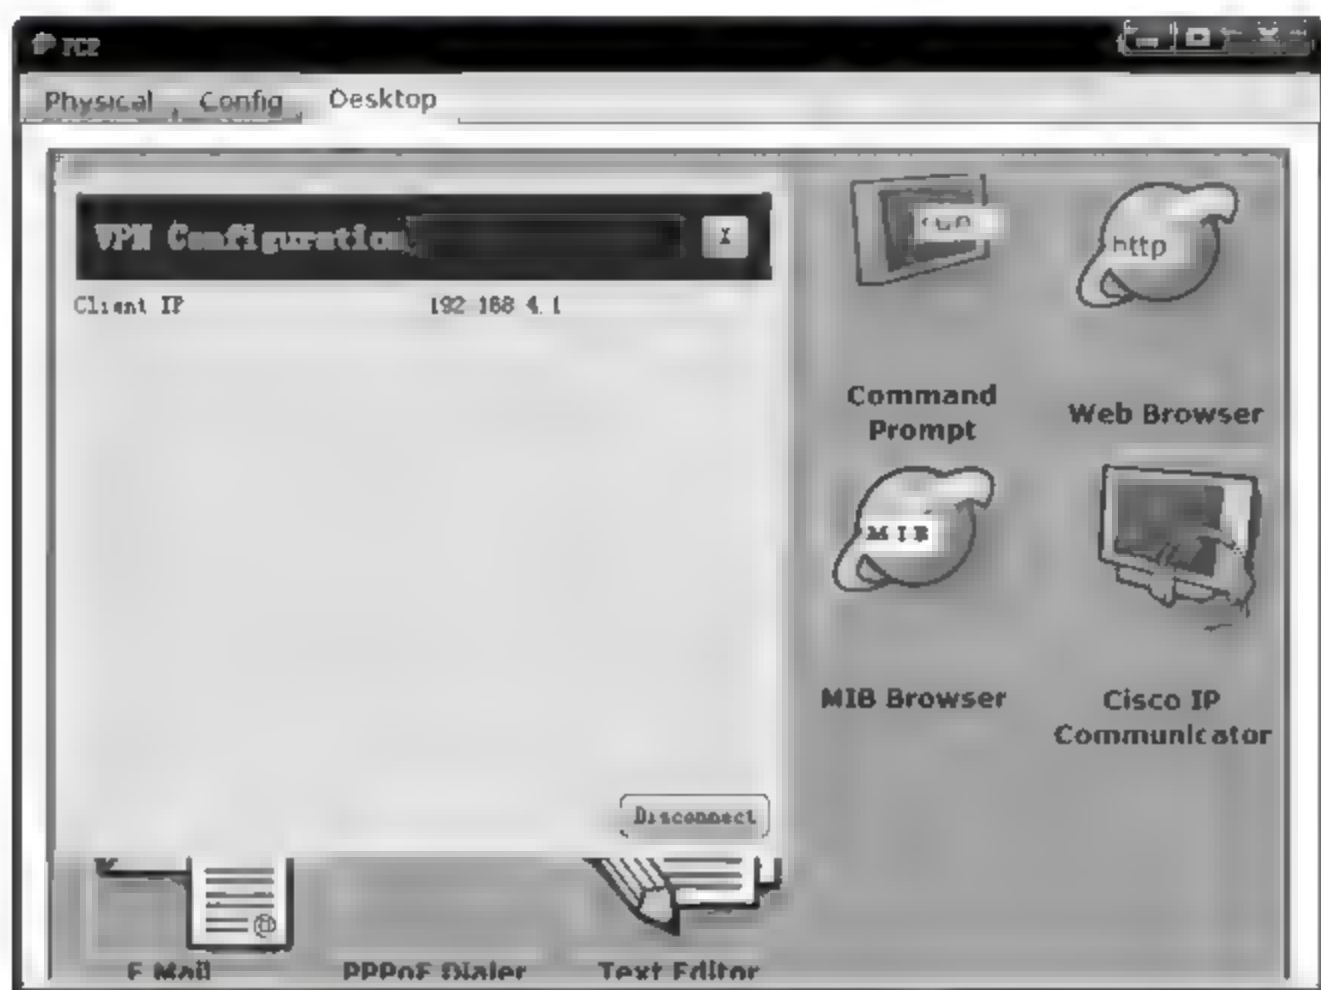 PC2
Physical Config Desktop
VPN Configuration X
Client IP 192 168 4.1
http
Command
Prompt
Web Browser
MIB
MIB Browser
Cisco IP
Communicator
Disconnect
E Mail PPPoE Dialer Text Editor